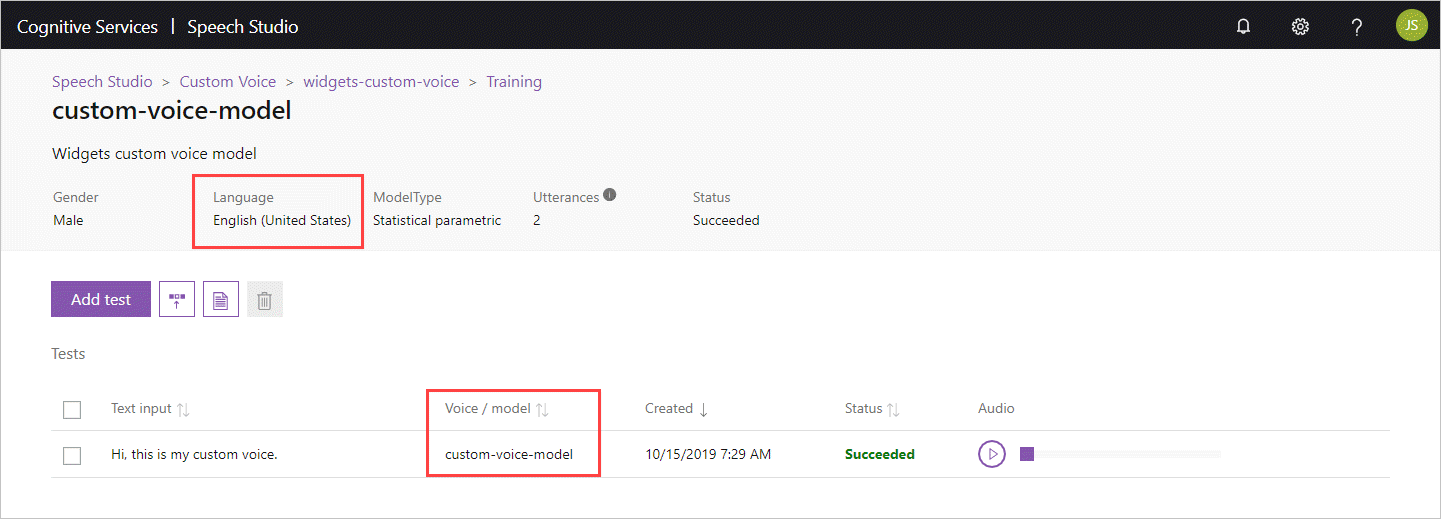 Cognitive Services | Speech Studio JS
Speech Studio > Custom Voice > widgets-custom-voice > Training
custom-voice-model
Widgets custom voice model
Gender Language ModelType Utterances Status
Male English (United States) Statistical parametric 2 Succeeded
Add test
Tests
Text input Voice / model Created Status Audio
Hi, this is my custom voice. custom-voice-model 10/15/2019 7:29 AM Succeeded